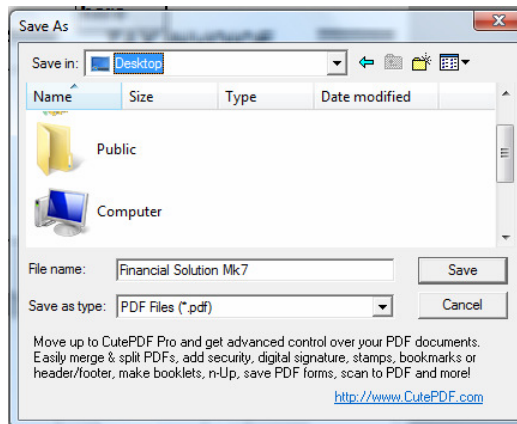 Save As
Save in: Desktop
Name Size Type Date modified
Public
Computer
File name: Financial Solution Mk7 Save
Save as type: PDF Files (*.pdf) Cancel
Move up to CutePDF Pro and get advanced control over your PDF documents.
Easily merge & split PDFs, add security, digital signature, stamps, bookmarks or
header/footer, make booklets, n-Up, save PDF forms, scan to PDF and more!
http://www.CutePDF.com